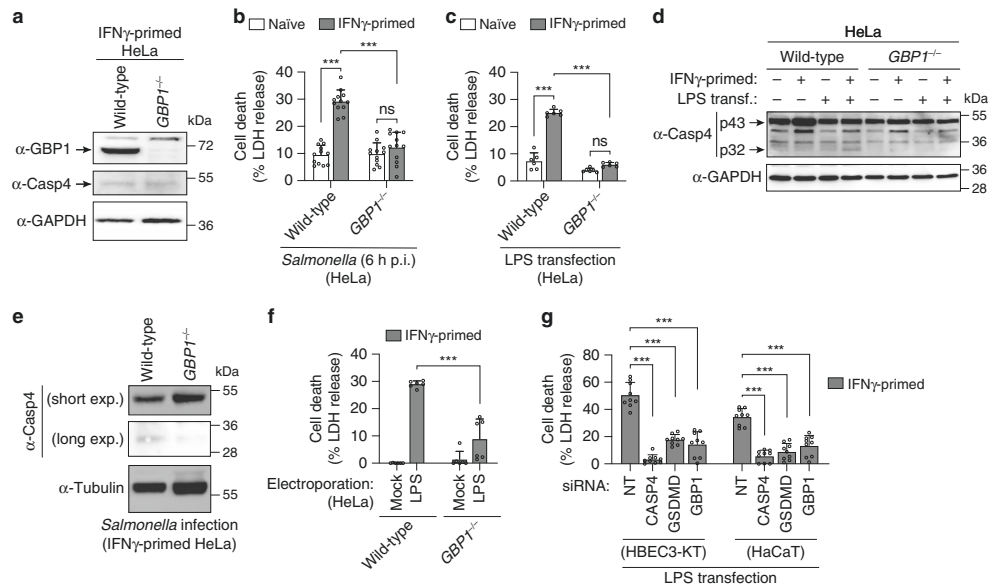 a
IFNγ-primed
HeLa
Wild-type
GBP1–/–
kDa
α-GBP1
72
α-Casp4
55
α-GAPDH
36
b
Naïve
IFNγ-primed
***
***
ns
Cell death
(% LDH release)
40
30
20
10
0
Wild-type
GBP1–/–
Salmonella (6 h p.i.)
(HeLa)
c
Naïve
IFNγ-primed
***
***
ns
Cell death
(% LDH release)
40
30
20
10
0
Wild-type
GBP1–/–
LPS transfection
(HeLa)
d
HeLa
Wild-type
GBP1–/–
IFNγ-primed: – + – + – + – +
LPS transf.: – – + + – – + +
kDa
α-Casp4
p43
p32
55
36
28
α-GAPDH
36
28
e
Wild-type
GBP1–/–
kDa
α-Casp4
(short exp.)
55
(long exp.)
36
28
α-Tubulin
55
Salmonella infection
(IFNγ-primed HeLa)
f
IFNγ-primed
***
Cell death
(% LDH release)
40
30
20
10
0
Electroporation:
(HeLa)
Mock
LPS
Mock
LPS
Wild-type
GBP1–/–
g
***
***
***
***
***
***
IFNγ-primed
Cell death
(% LDH release)
80
60
40
20
0
siRNA:
NT
CASP4
GSDMD
GBP1
NT
CASP4
GSDMD
GBP1
(HBEC3-KT)
(HaCaT)
LPS transfection